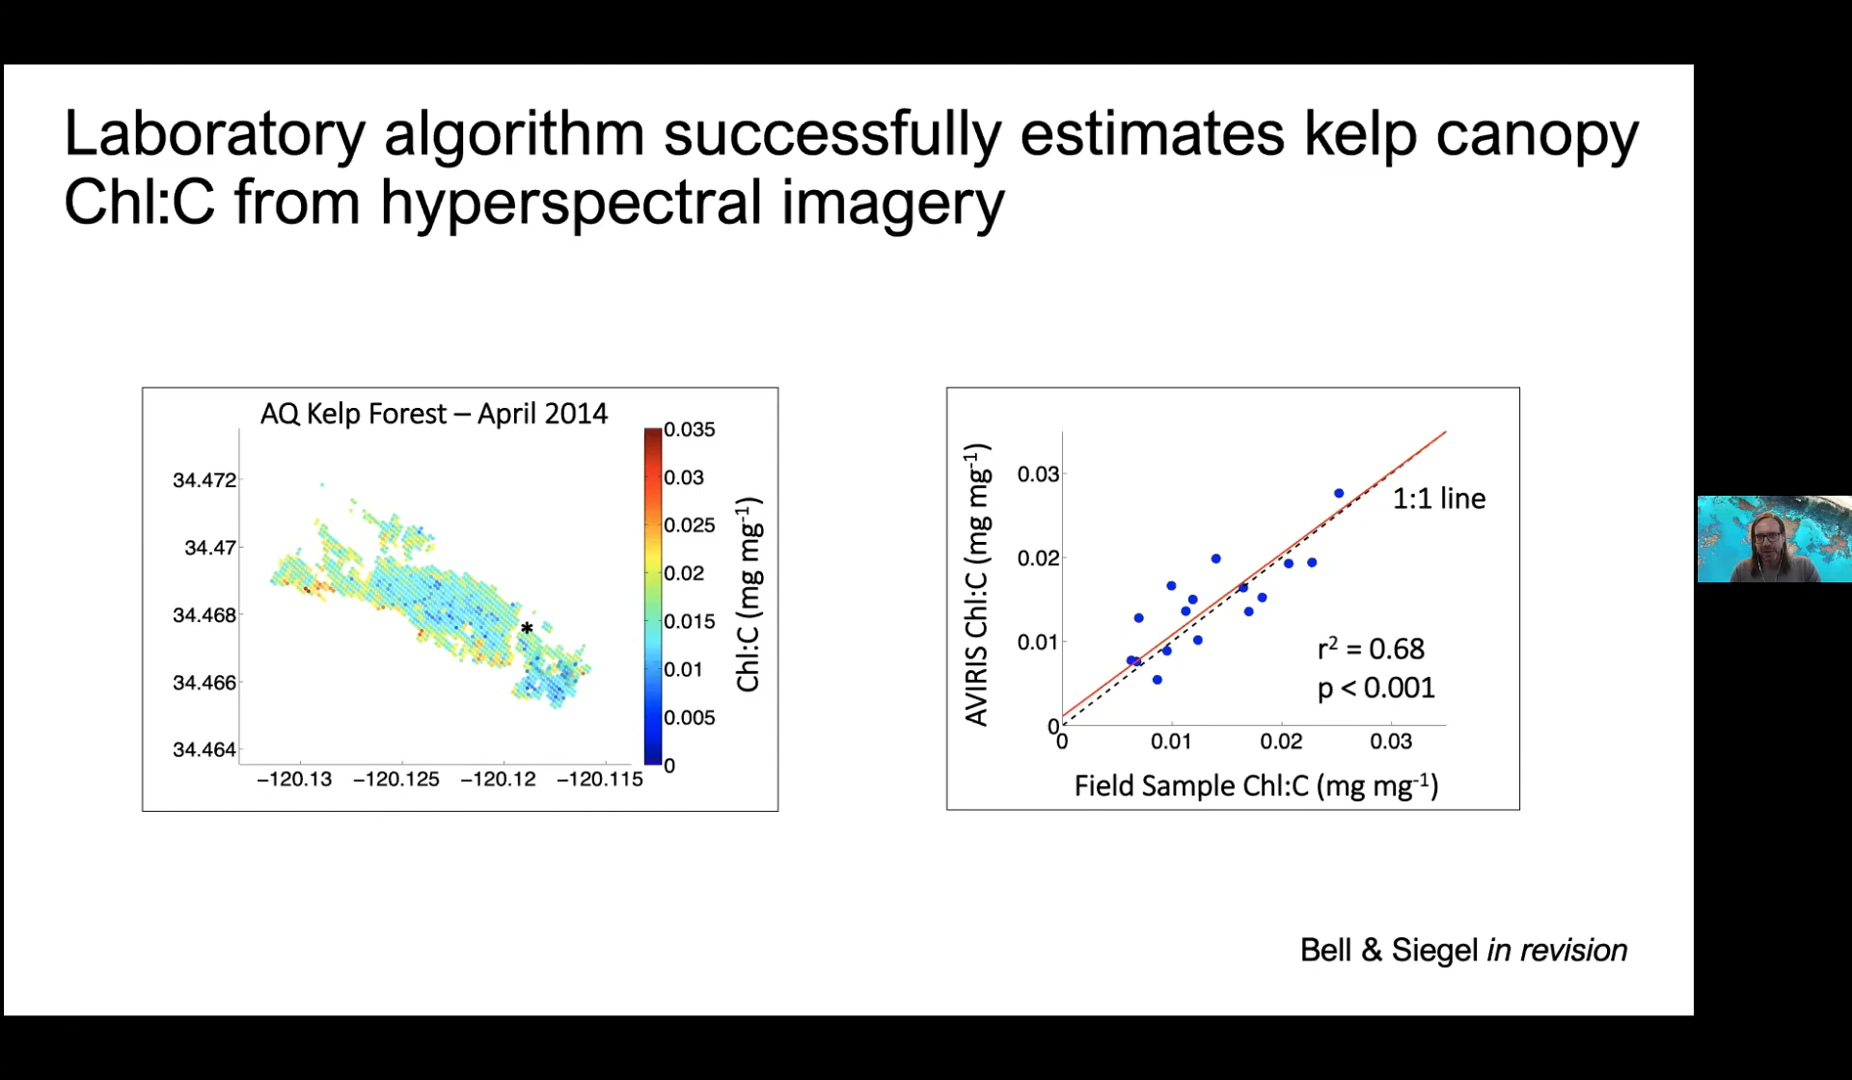 Laboratory algorithm successfully estimates kelp canopy
Chl:C from hyperspectral imagery
AQ Kelp Forest – April 2014
34.472
34.47
34.468
34.466
34.464
−120.13
−120.125
−120.12
−120.115
0.035
0.03
0.025
0.02
0.015
0.01
0.005
0
Chl:C (mg mg⁻¹)
AVIRIS Chl:C (mg mg⁻¹)
0.03
0.02
0.01
0
0
0.01
0.02
0.03
1:1 line
r² = 0.68
p < 0.001
Field Sample Chl:C (mg mg⁻¹)
Bell & Siegel in revision